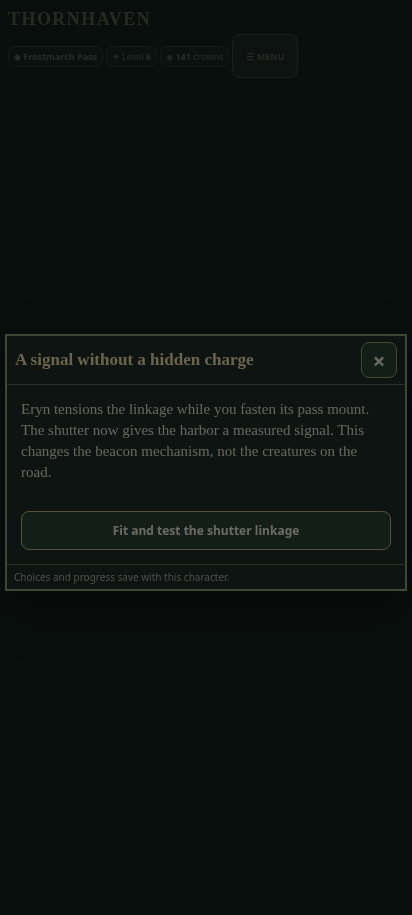 THORNHAVEN
◆ Frostmarch Pass ✦ Level 6 ◈ 141 crowns ☰ MENU
A signal without a hidden charge ×
Eryn tensions the linkage while you fasten its pass mount.
The shutter now gives the harbor a measured signal. This
changes the beacon mechanism, not the creatures on the
road.
Fit and test the shutter linkage
Choices and progress save with this character.